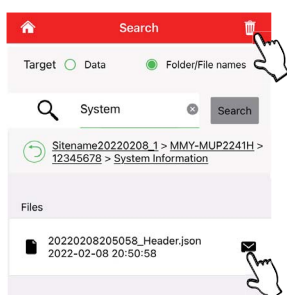 Search
Target Data Folder/File names
System Search
Sitename20220208_1 > MMY-MUP2241H >
12345678 > System Information
Files
20220208205058_Header.json
2022-02-08 20:50:58